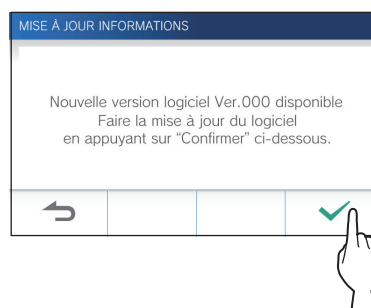 MISE À JOUR INFORMATIONS
Nouvelle version logiciel Ver.000 disponible
Faire la mise à jour du logiciel
en appuyant sur “Confirmer” ci-dessous.